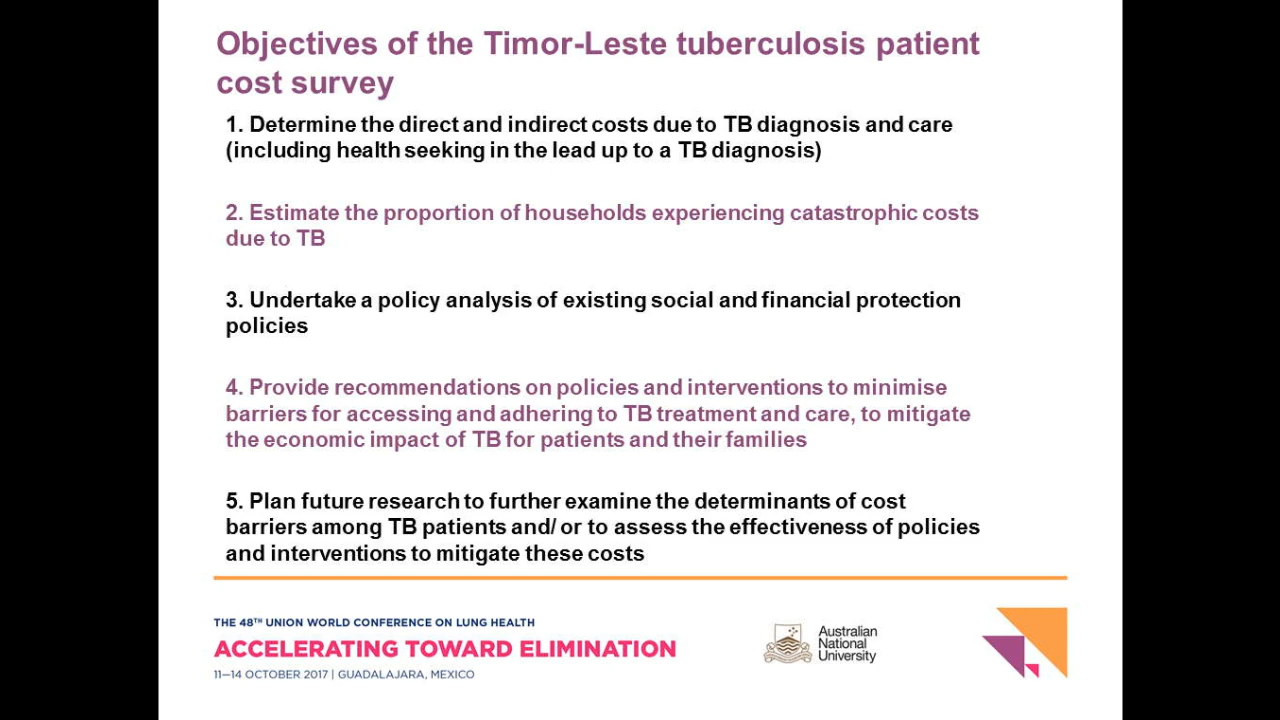 Objectives of the Timor-Leste tuberculosis patient
cost survey
1. Determine the direct and indirect costs due to TB diagnosis and care
(including health seeking in the lead up to a TB diagnosis)
2. Estimate the proportion of households experiencing catastrophic costs
due to TB
3. Undertake a policy analysis of existing social and financial protection
policies
4. Provide recommendations on policies and interventions to minimise
barriers for accessing and adhering to TB treatment and care, to mitigate
the economic impact of TB for patients and their families
5. Plan future research to further examine the determinants of cost
barriers among TB patients and/ or to assess the effectiveness of policies
and interventions to mitigate these costs
THE 48TH UNION WORLD CONFERENCE ON LUNG HEALTH
ACCELERATING TOWARD ELIMINATION
11–14 OCTOBER 2017 | GUADALAJARA, MEXICO
Australian
National
University